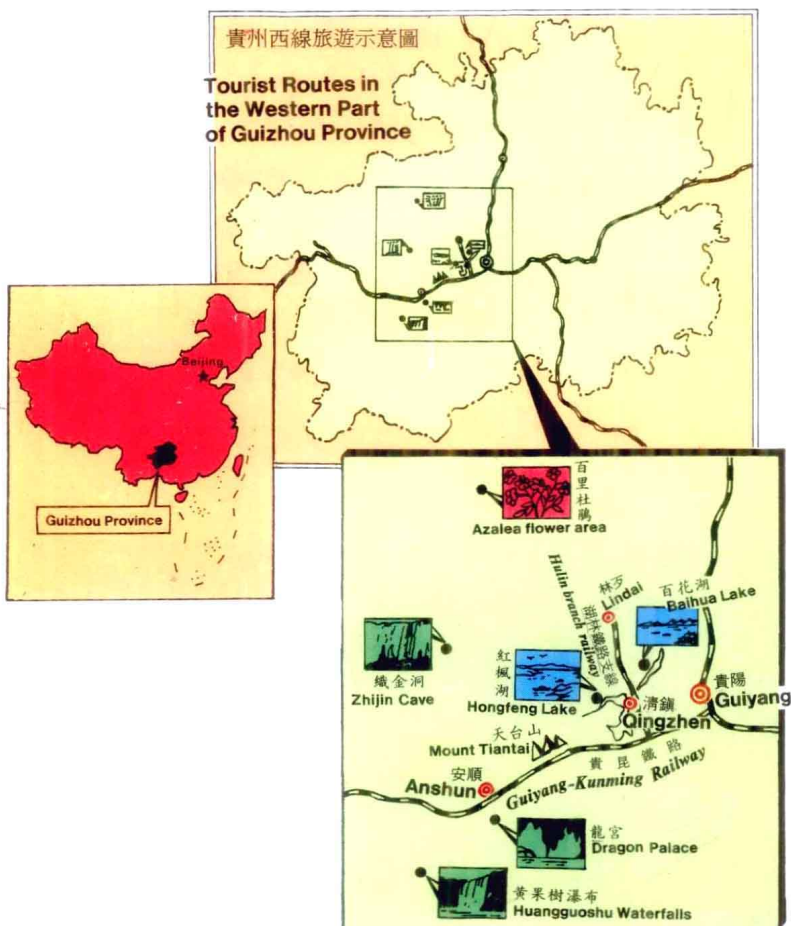 貴州西線旅遊示意圖
Tourist Routes in
the Western Part
of Guizhou Province
Beijing
Guizhou Province
百里杜鵑
Azalea flower area
林歹
Lindai
Hulin branch railway
湖林鐵路支線
百花湖
Baihua Lake
織金洞
Zhijin Cave
紅楓湖
Hongfeng Lake
清鎮
Qingzhen
貴陽
Guiyang
天台山
Mount Tiantai
安順
Anshun
貴昆鐵路
Guiyang-Kunming Railway
龍宮
Dragon Palace
黃果樹瀑布
Huangguoshu Waterfalls